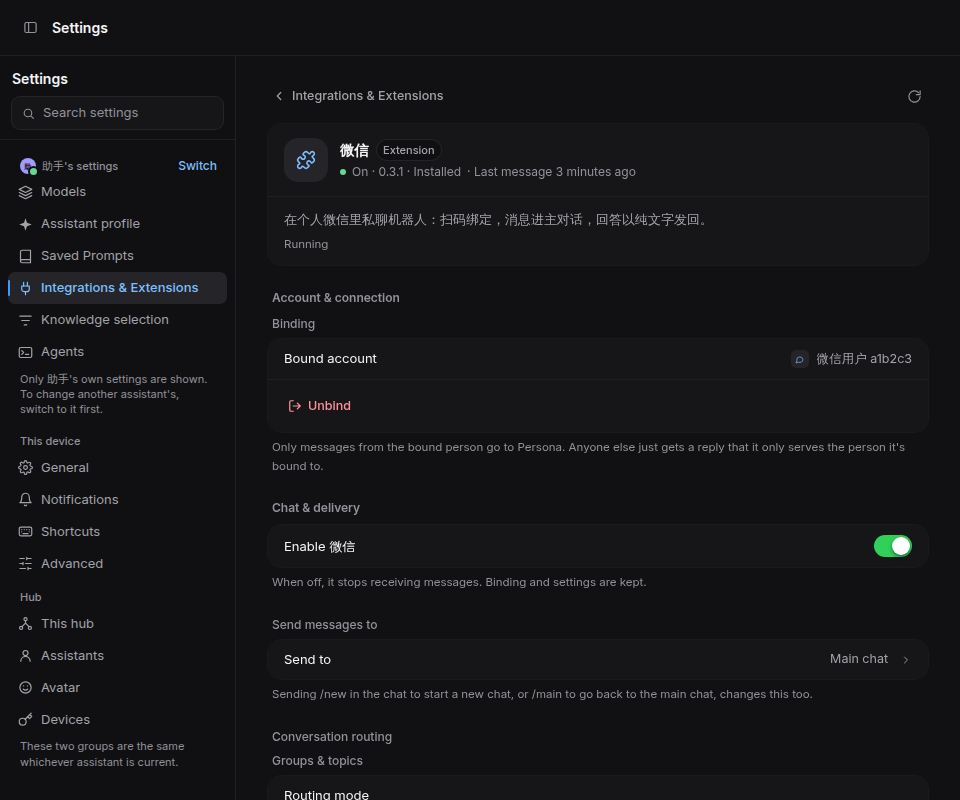 Settings
Settings
Search settings
助手's settings
Switch
Models
Assistant profile
Saved Prompts
Integrations & Extensions
Knowledge selection
Agents
Only 助手's own settings are shown.
To change another assistant's,
switch to it first.
This device
General
Notifications
Shortcuts
Advanced
Hub
This hub
Assistants
Avatar
Devices
These two groups are the same
whichever assistant is current.
Integrations & Extensions
微信 Extension
On · 0.3.1 · Installed · Last message 3 minutes ago
在个人微信里私聊机器人：扫码绑定，消息进主对话，回答以纯文字发回。
Running
Account & connection
Binding
Bound account
微信用户 a1b2c3
Unbind
Only messages from the bound person go to Persona. Anyone else just gets a reply that it only serves the person it's
bound to.
Chat & delivery
Enable 微信
When off, it stops receiving messages. Binding and settings are kept.
Send messages to
Send to
Main chat
Sending /new in the chat to start a new chat, or /main to go back to the main chat, changes this too.
Conversation routing
Groups & topics
Routing mode